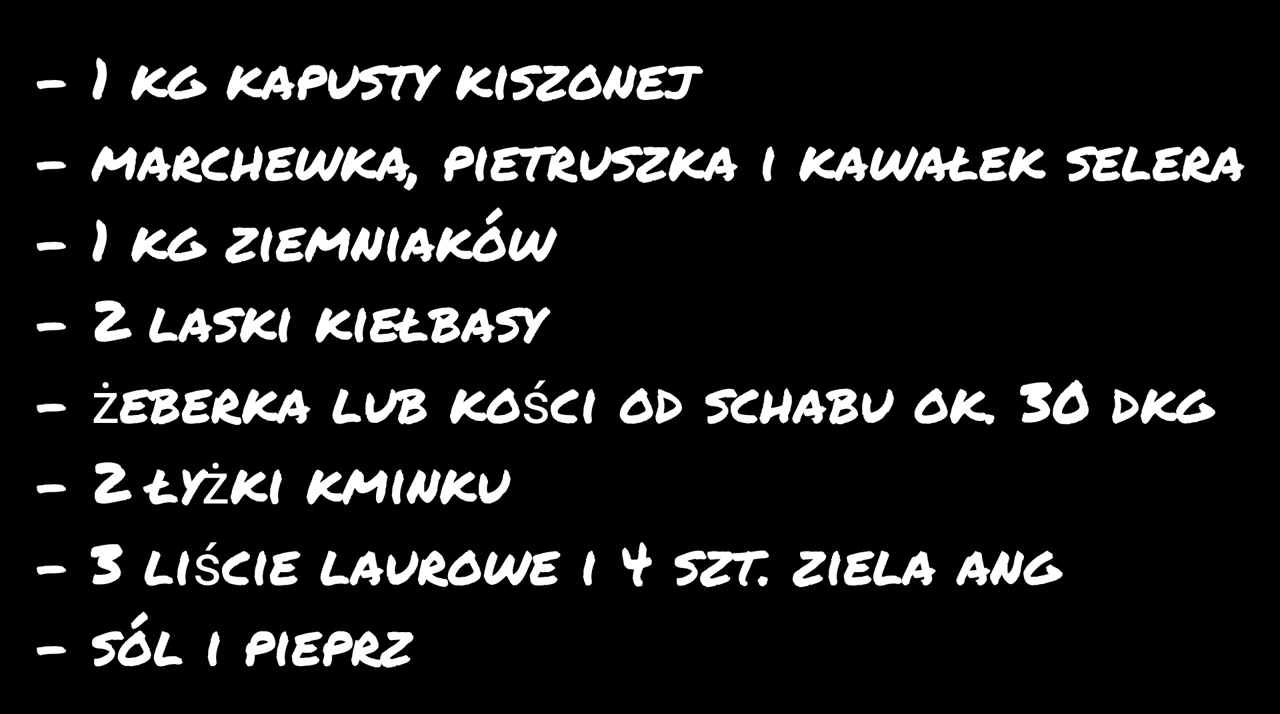 - 1 KG KAPUSTY KISZONEJ
- MARCHEWKA, PIETRUSZKA I KAWAŁEK SELERA
- 1 KG ZIEMNIAKÓW
- 2 LASKI KIEŁBASY
- żEBERKA LUB KOśCI OD SCHABU OK. 30 DKG
- 2 ŁYżKI KMINKU
- 3 LIśCIE LAUROWE I 4 SZT. ZIELA ANG
- SÓL I PIEPRZ